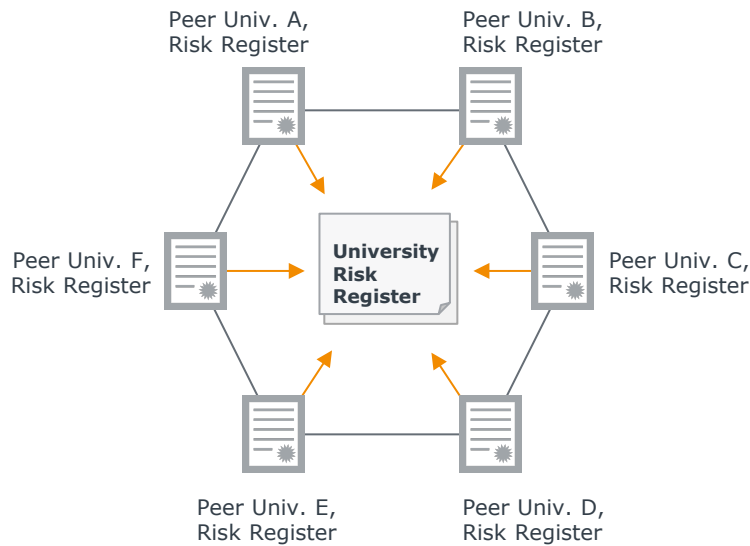 Peer Univ. A,
Risk Register
Peer Univ. B,
Risk Register
Peer Univ. F,
Risk Register
University
Risk
Register
Peer Univ. C,
Risk Register
Peer Univ. E,
Risk Register
Peer Univ. D,
Risk Register